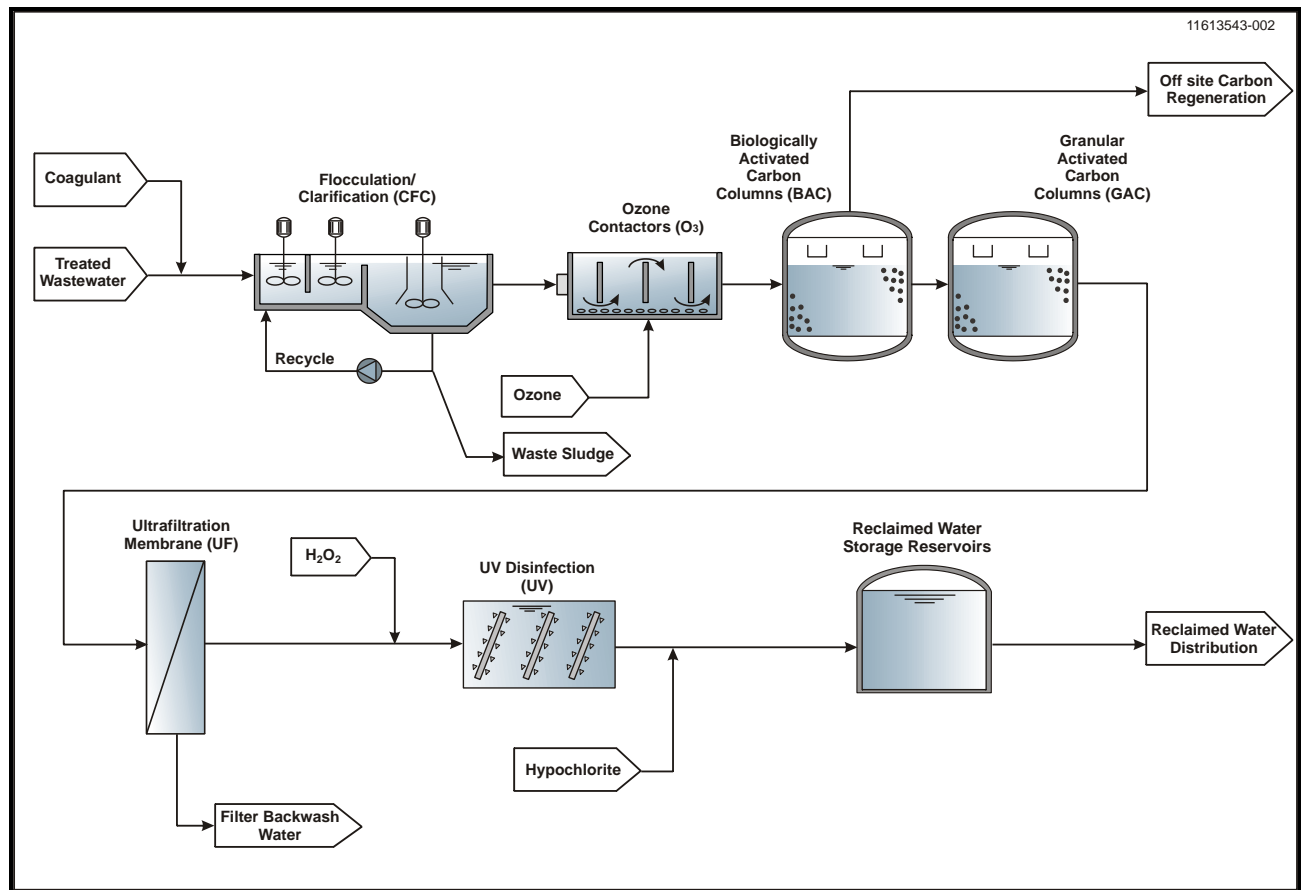 11613543-002
Off site Carbon
Regeneration
Biologically
Activated
Carbon
Columns (BAC)
Granular
Activated
Carbon
Columns (GAC)
Coagulant
Flocculation/
Clarification (CFC)
Ozone
Contactors (O₃)
Treated
Wastewater
Recycle
Ozone
Waste Sludge
Ultrafiltration
Membrane (UF)
H₂O₂
UV Disinfection
(UV)
Reclaimed Water
Storage Reservoirs
Reclaimed Water
Distribution
Hypochlorite
Filter Backwash
Water